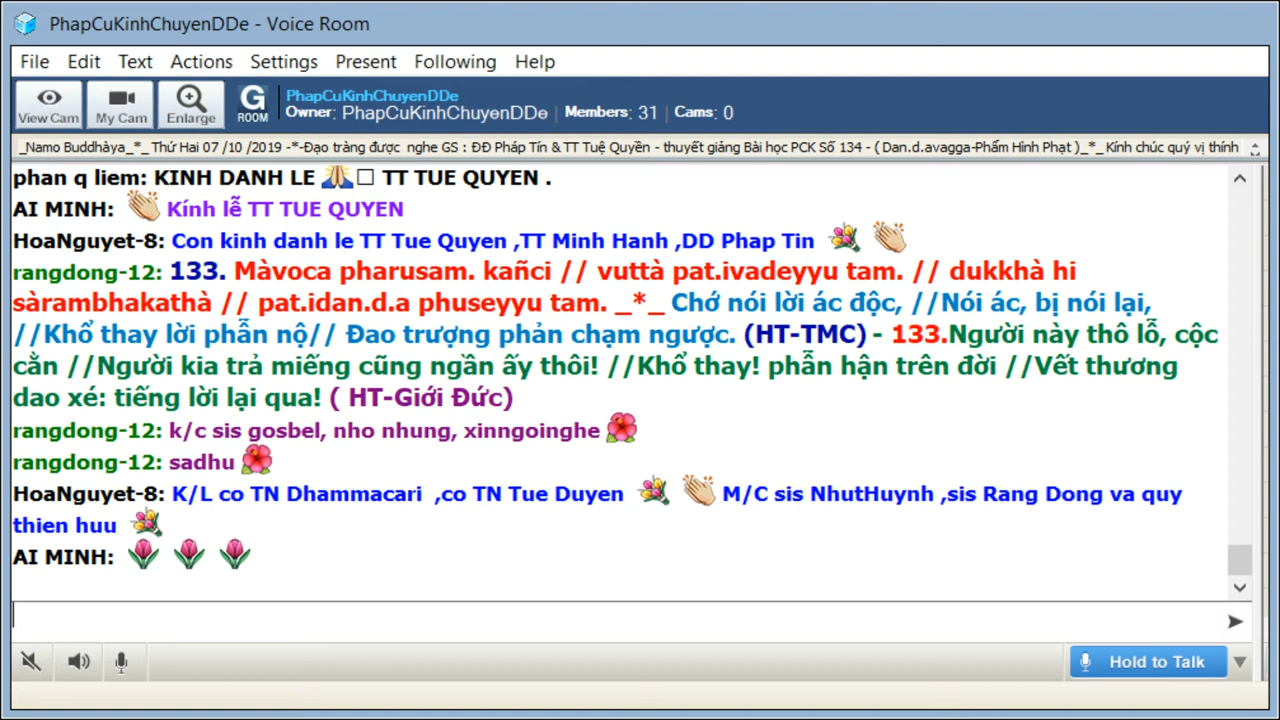 PhapCuKinhChuyenDDe - Voice Room
File Edit Text Actions Settings Present Following Help
View Cam My Cam Enlarge G ROOM PhapCuKinhChuyenDDe
Owner: PhapCuKinhChuyenDDe | Members: 31 | Cams: 0
_Namo Buddhàya_*_ Thứ Hai 07 /10 /2019 -*-Đạo tràng được nghe GS : ĐĐ Pháp Tín & TT Tuệ Quyền - thuyết giảng Bài học PCK Số 134 - ( Dan.d.avagga-Phẩm Hình Phạt )_*_ Kính chúc quý vị thính
phan q liem: KINH DANH LE 🙏□ TT TUE QUYEN .
AI MINH: 👏 Kính lễ TT TUE QUYEN
HoaNguyet-8: Con kinh danh le TT Tue Quyen ,TT Minh Hanh ,DD Phap Tin 💐 👏
rangdong-12: 133. Màvoca pharusam. kañci // vuttà pat.ivadeyyu tam. // dukkhà hi
sàrambhakathà // pat.idan.d.a phuseyyu tam. _*_ Chớ nói lời ác độc, //Nói ác, bị nói lại,
//Khổ thay lời phẫn nộ// Đao trượng phản chạm ngược. (HT-TMC) - 133.Người này thô lỗ, cộc
cằn //Người kia trả miếng cũng ngần ấy thôi! //Khổ thay! phẫn hận trên đời //Vết thương
dao xé: tiếng lời lại qua! ( HT-Giới Đức)
rangdong-12: k/c sis gosbel, nho nhung, xinngoinghe 🌺
rangdong-12: sadhu 🌺
HoaNguyet-8: K/L co TN Dhammacari ,co TN Tue Duyen 💐 👏 M/C sis NhutHuynh ,sis Rang Dong va quy
thien huu 💐
AI MINH: 🌷 🌷 🌷
Hold to Talk